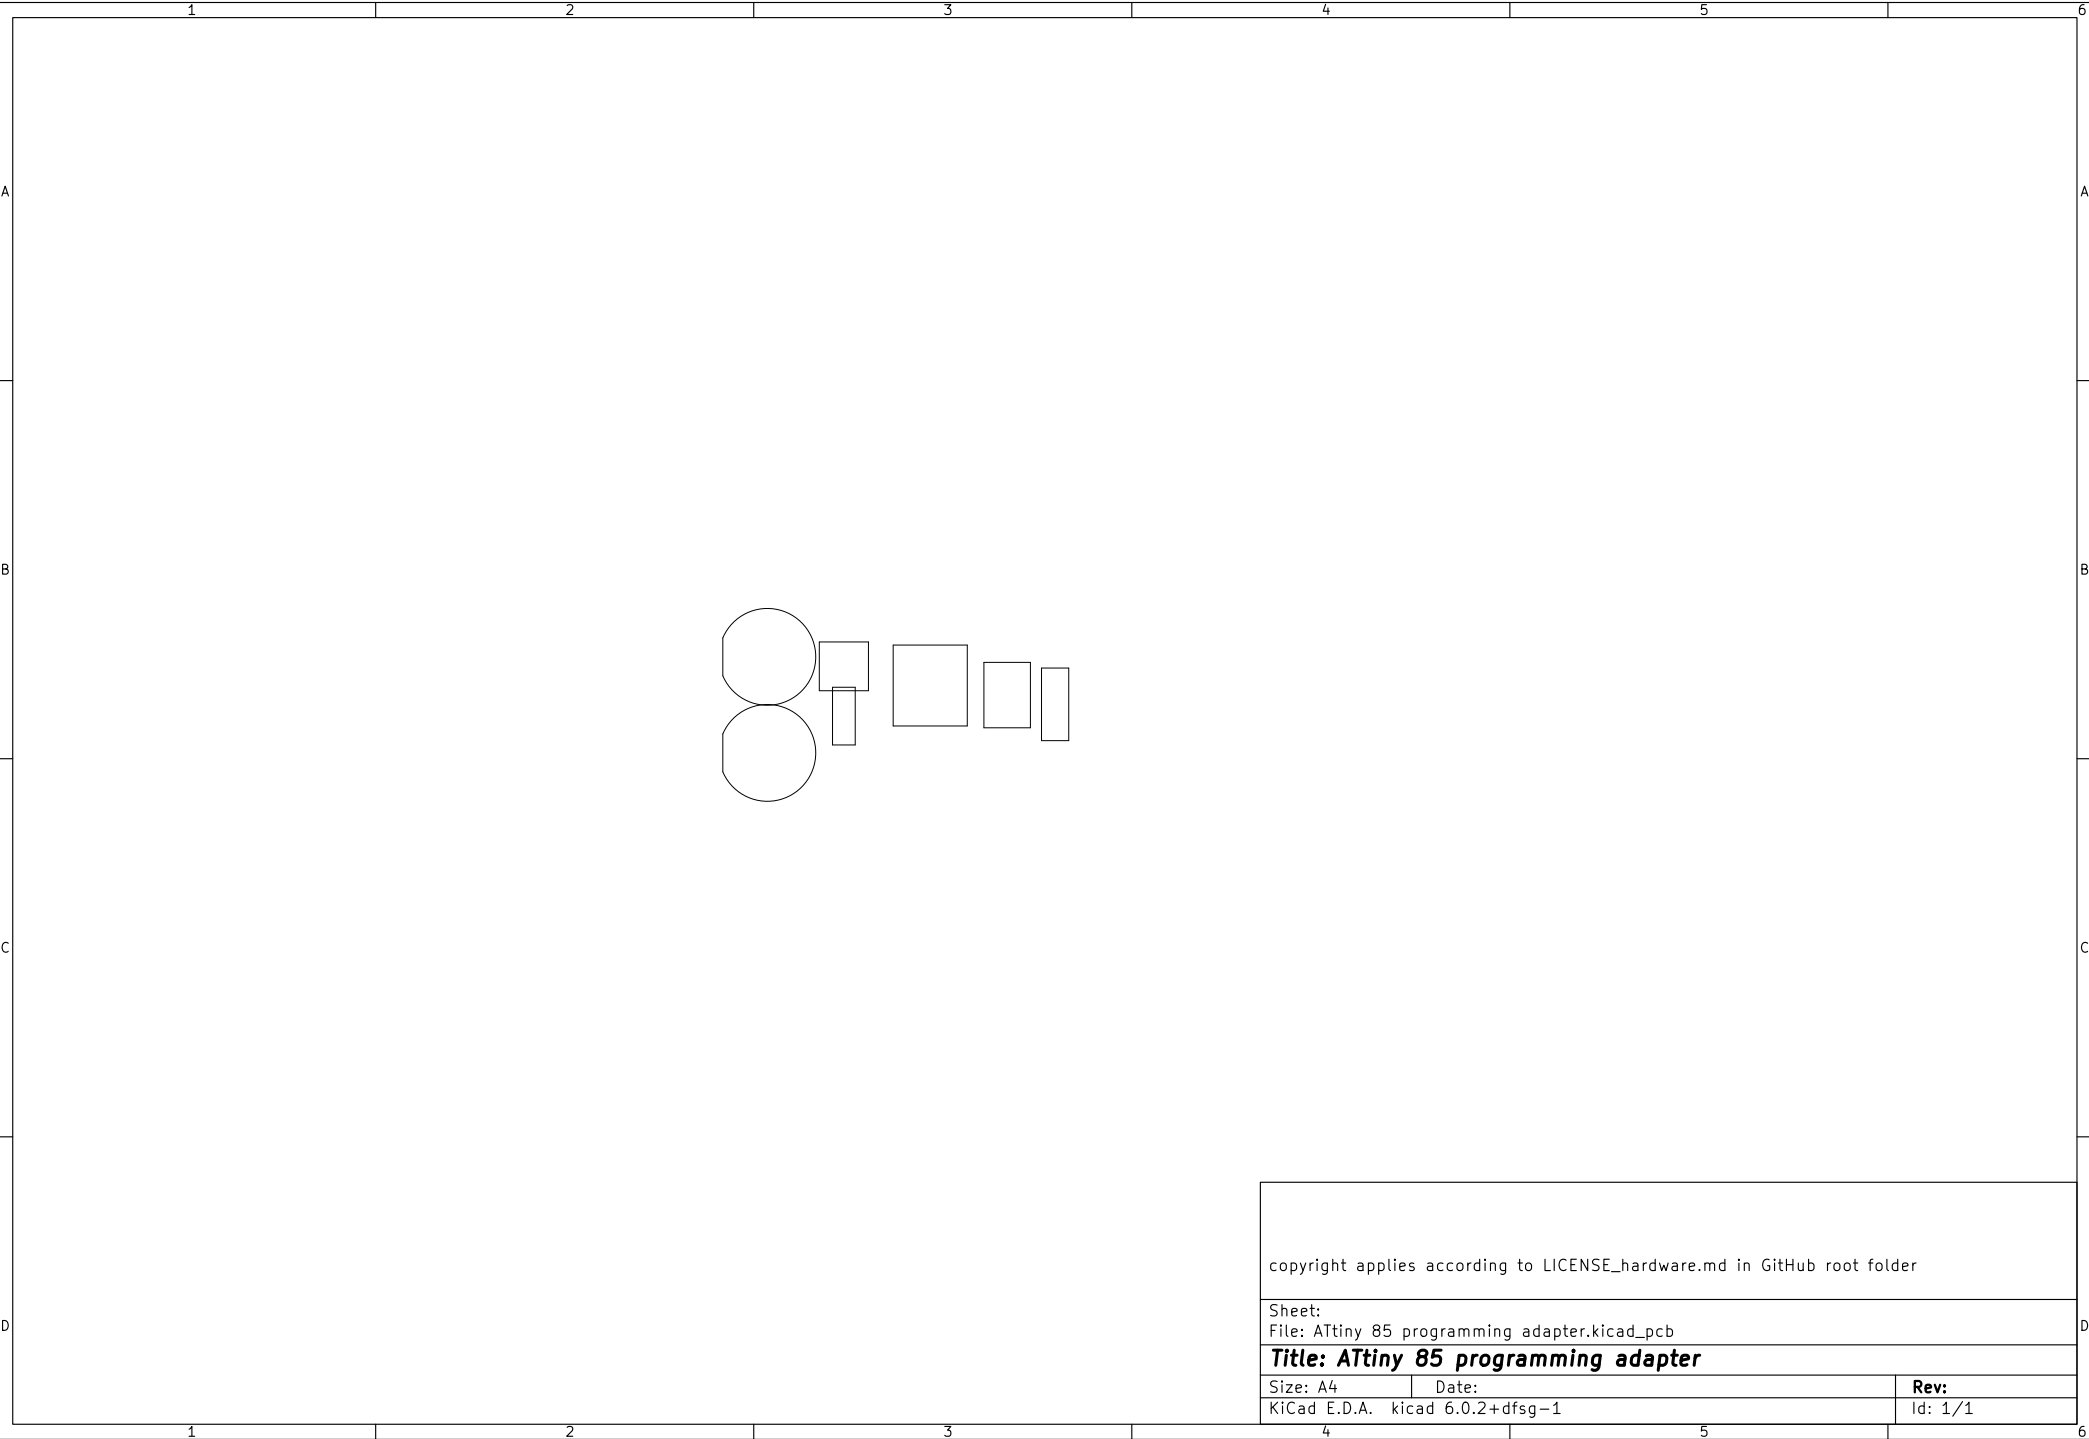 1 2 3 4 5 6
A A
B B
C C
copyright applies according to LICENSE_hardware.md in GitHub root folder
Sheet:
D D
File: ATtiny 85 programming adapter.kicad_pcb
Title: ATtiny 85 programming adapter
Size: A4 Date: Rev:
KiCad E.D.A. kicad 6.0.2+dfsg-1 Id: 1/1
1 2 3 4 5 6